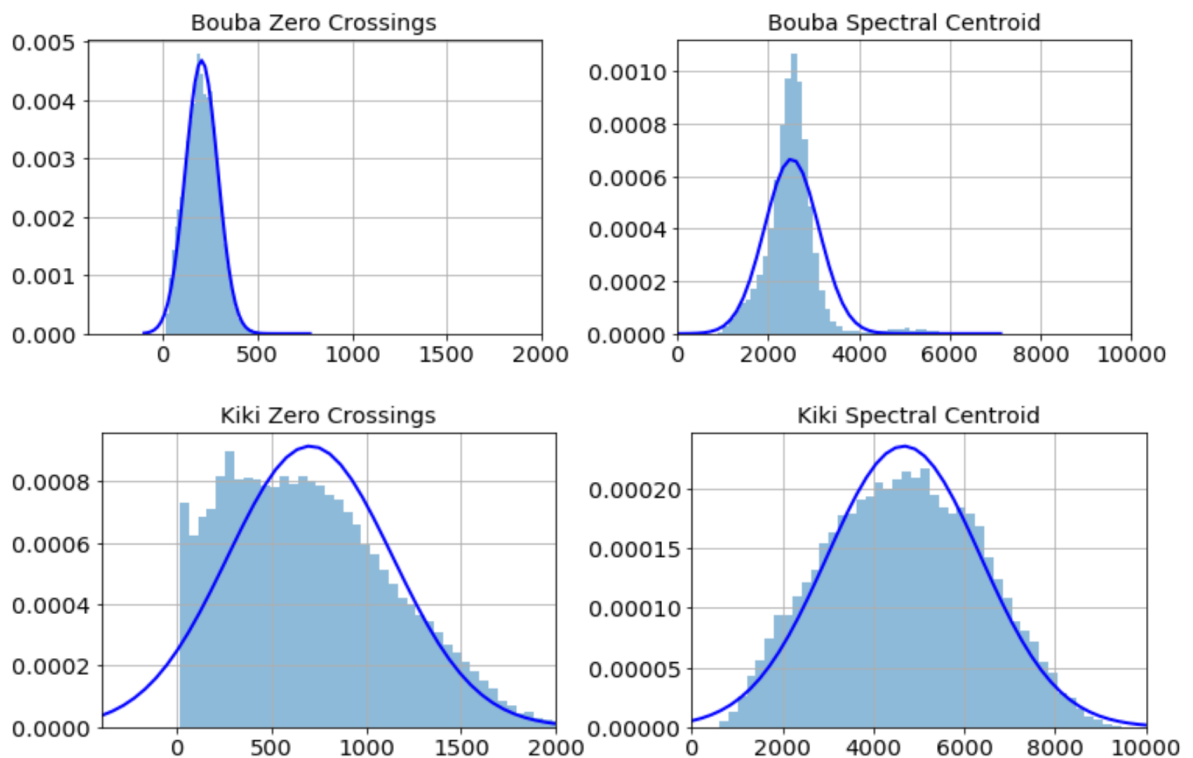 Bouba Zero Crossings
0.005
0.004
0.003
0.002
0.001
0.000
0 500 1000 1500 2000
Bouba Spectral Centroid
0.0010
0.0008
0.0006
0.0004
0.0002
0.0000
0 2000 4000 6000 8000 10000
Kiki Zero Crossings
0.0008
0.0006
0.0004
0.0002
0.0000
0 500 1000 1500 2000
Kiki Spectral Centroid
0.00020
0.00015
0.00010
0.00005
0.00000
0 2000 4000 6000 8000 10000